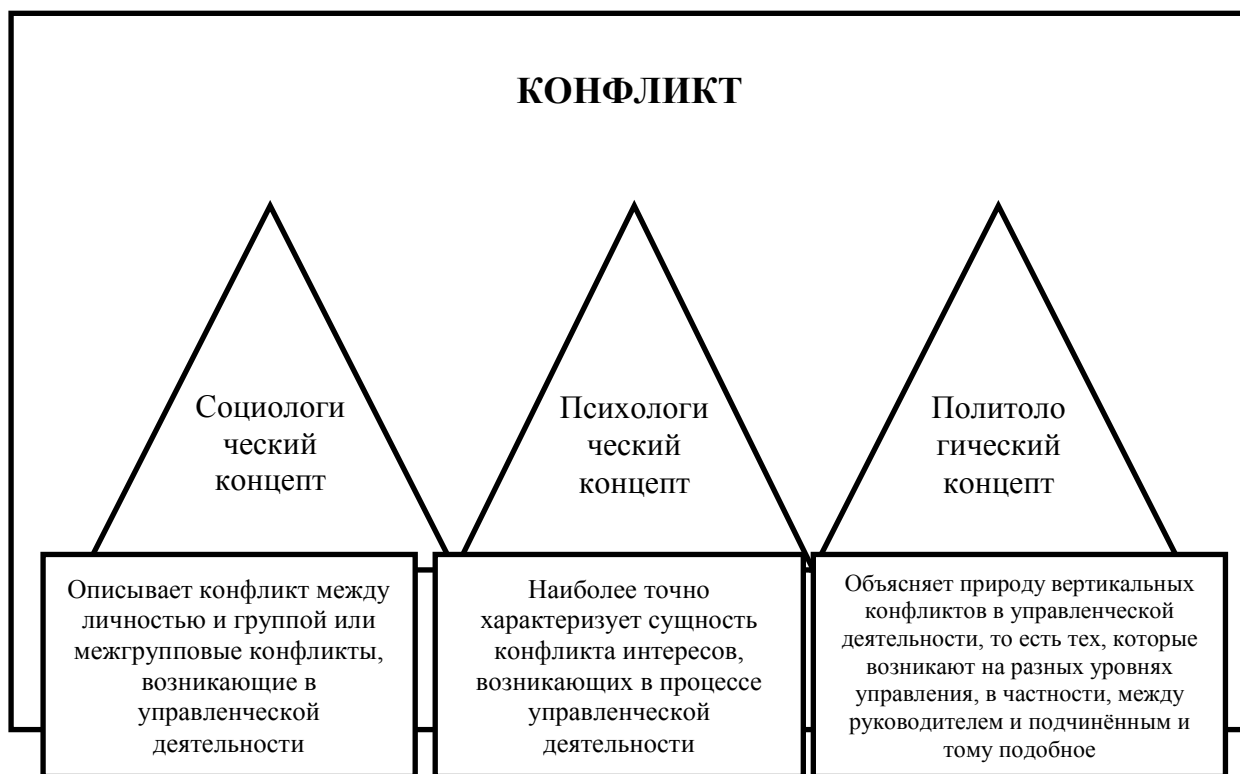 КОНФЛИКТ
Социологи
ческий
концепт
Психологи
ческий
концепт
Политоло
гический
концепт
Описывает конфликт между
личностью и группой или
межгрупповые конфликты,
возникающие в
управленческой
деятельности
Наиболее точно
характеризует сущность
конфликта интересов,
возникающих в процессе
управленческой
деятельности
Объясняет природу вертикальных
конфликтов в управленческой
деятельности, то есть тех, которые
возникают на разных уровнях
управления, в частности, между
руководителем и подчинённым и
тому подобное